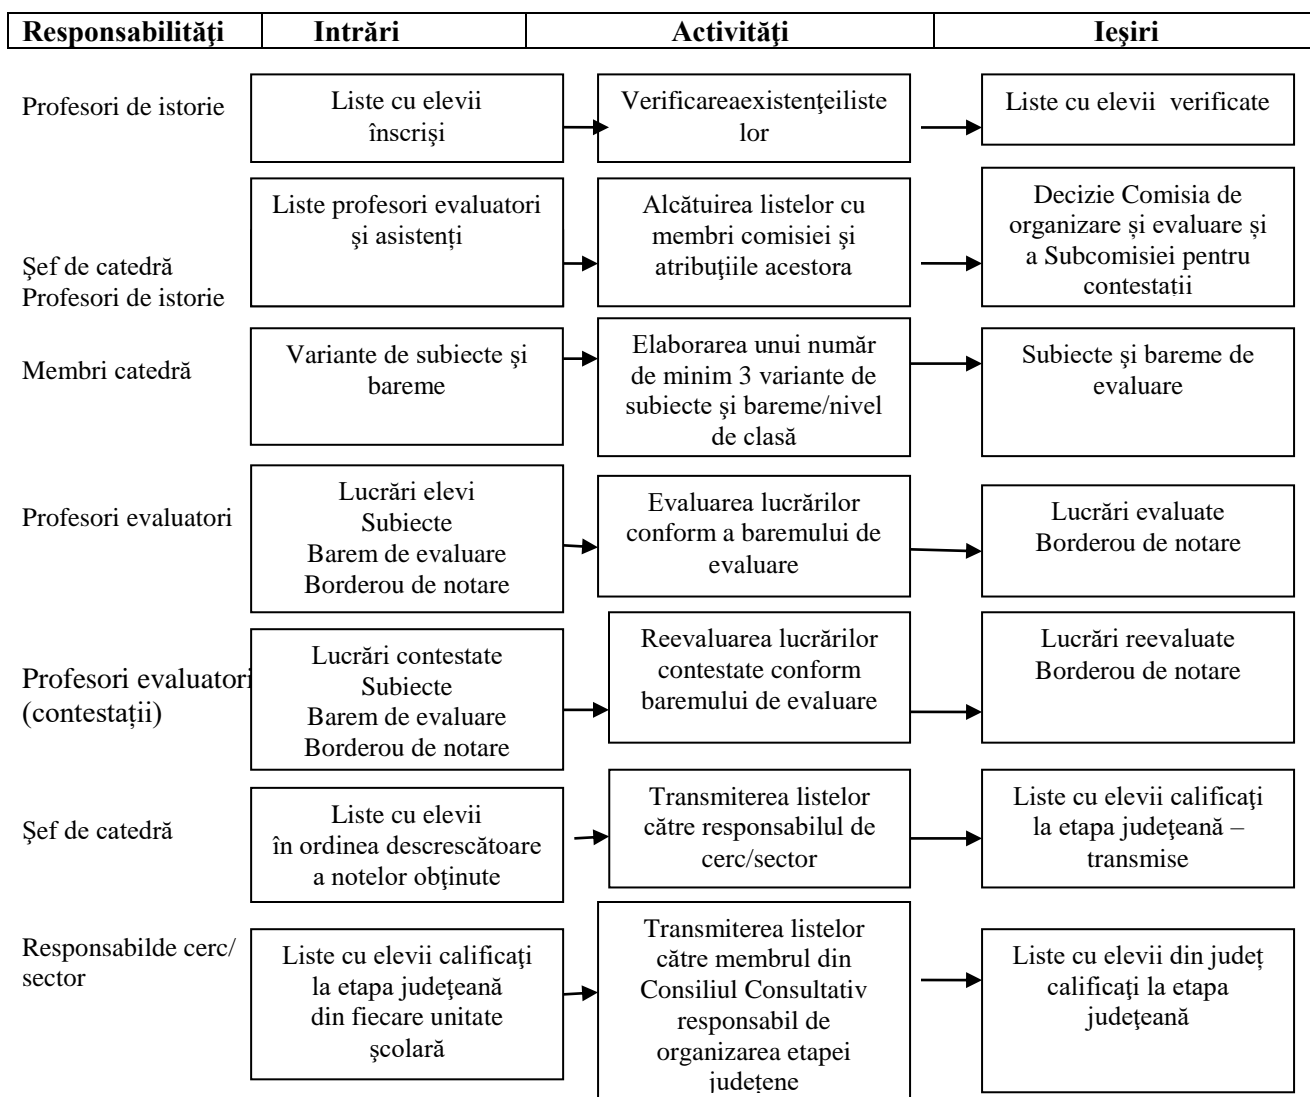 Responsabilităţi Intrări Activităţi Ieşiri
Profesori de istorie
Liste cu elevii
înscrişi
Verificareaexistenţeiliste
lor
Liste cu elevii verificate
Şef de catedră
Profesori de istorie
Liste profesori evaluatori
şi asistenți
Alcătuirea listelor cu
membri comisiei şi
atribuţiile acestora
Decizie Comisia de
organizare și evaluare și
a Subcomisiei pentru
contestații
Membri catedră
Variante de subiecte şi
bareme
Elaborarea unui număr
de minim 3 variante de
subiecte şi bareme/nivel
de clasă
Subiecte şi bareme de
evaluare
Profesori evaluatori
Lucrări elevi
Subiecte
Barem de evaluare
Borderou de notare
Evaluarea lucrărilor
conform a baremului de
evaluare
Lucrări evaluate
Borderou de notare
Profesori evaluatori
(contestații)
Lucrări contestate
Subiecte
Barem de evaluare
Borderou de notare
Reevaluarea lucrărilor
contestate conform
baremului de evaluare
Lucrări reevaluate
Borderou de notare
Şef de catedră
Liste cu elevii
în ordinea descrescătoare
a notelor obţinute
Transmiterea listelor
către responsabilul de
cerc/sector
Liste cu elevii calificaţi
la etapa judeţeană –
transmise
Responsabilde cerc/
sector
Liste cu elevii calificaţi
la etapa judeţeană
din fiecare unitate
şcolară
Transmiterea listelor
către membrul din
Consiliul Consultativ
responsabil de
organizarea etapei
județene
Liste cu elevii din județ
calificaţi la etapa
judeţeană